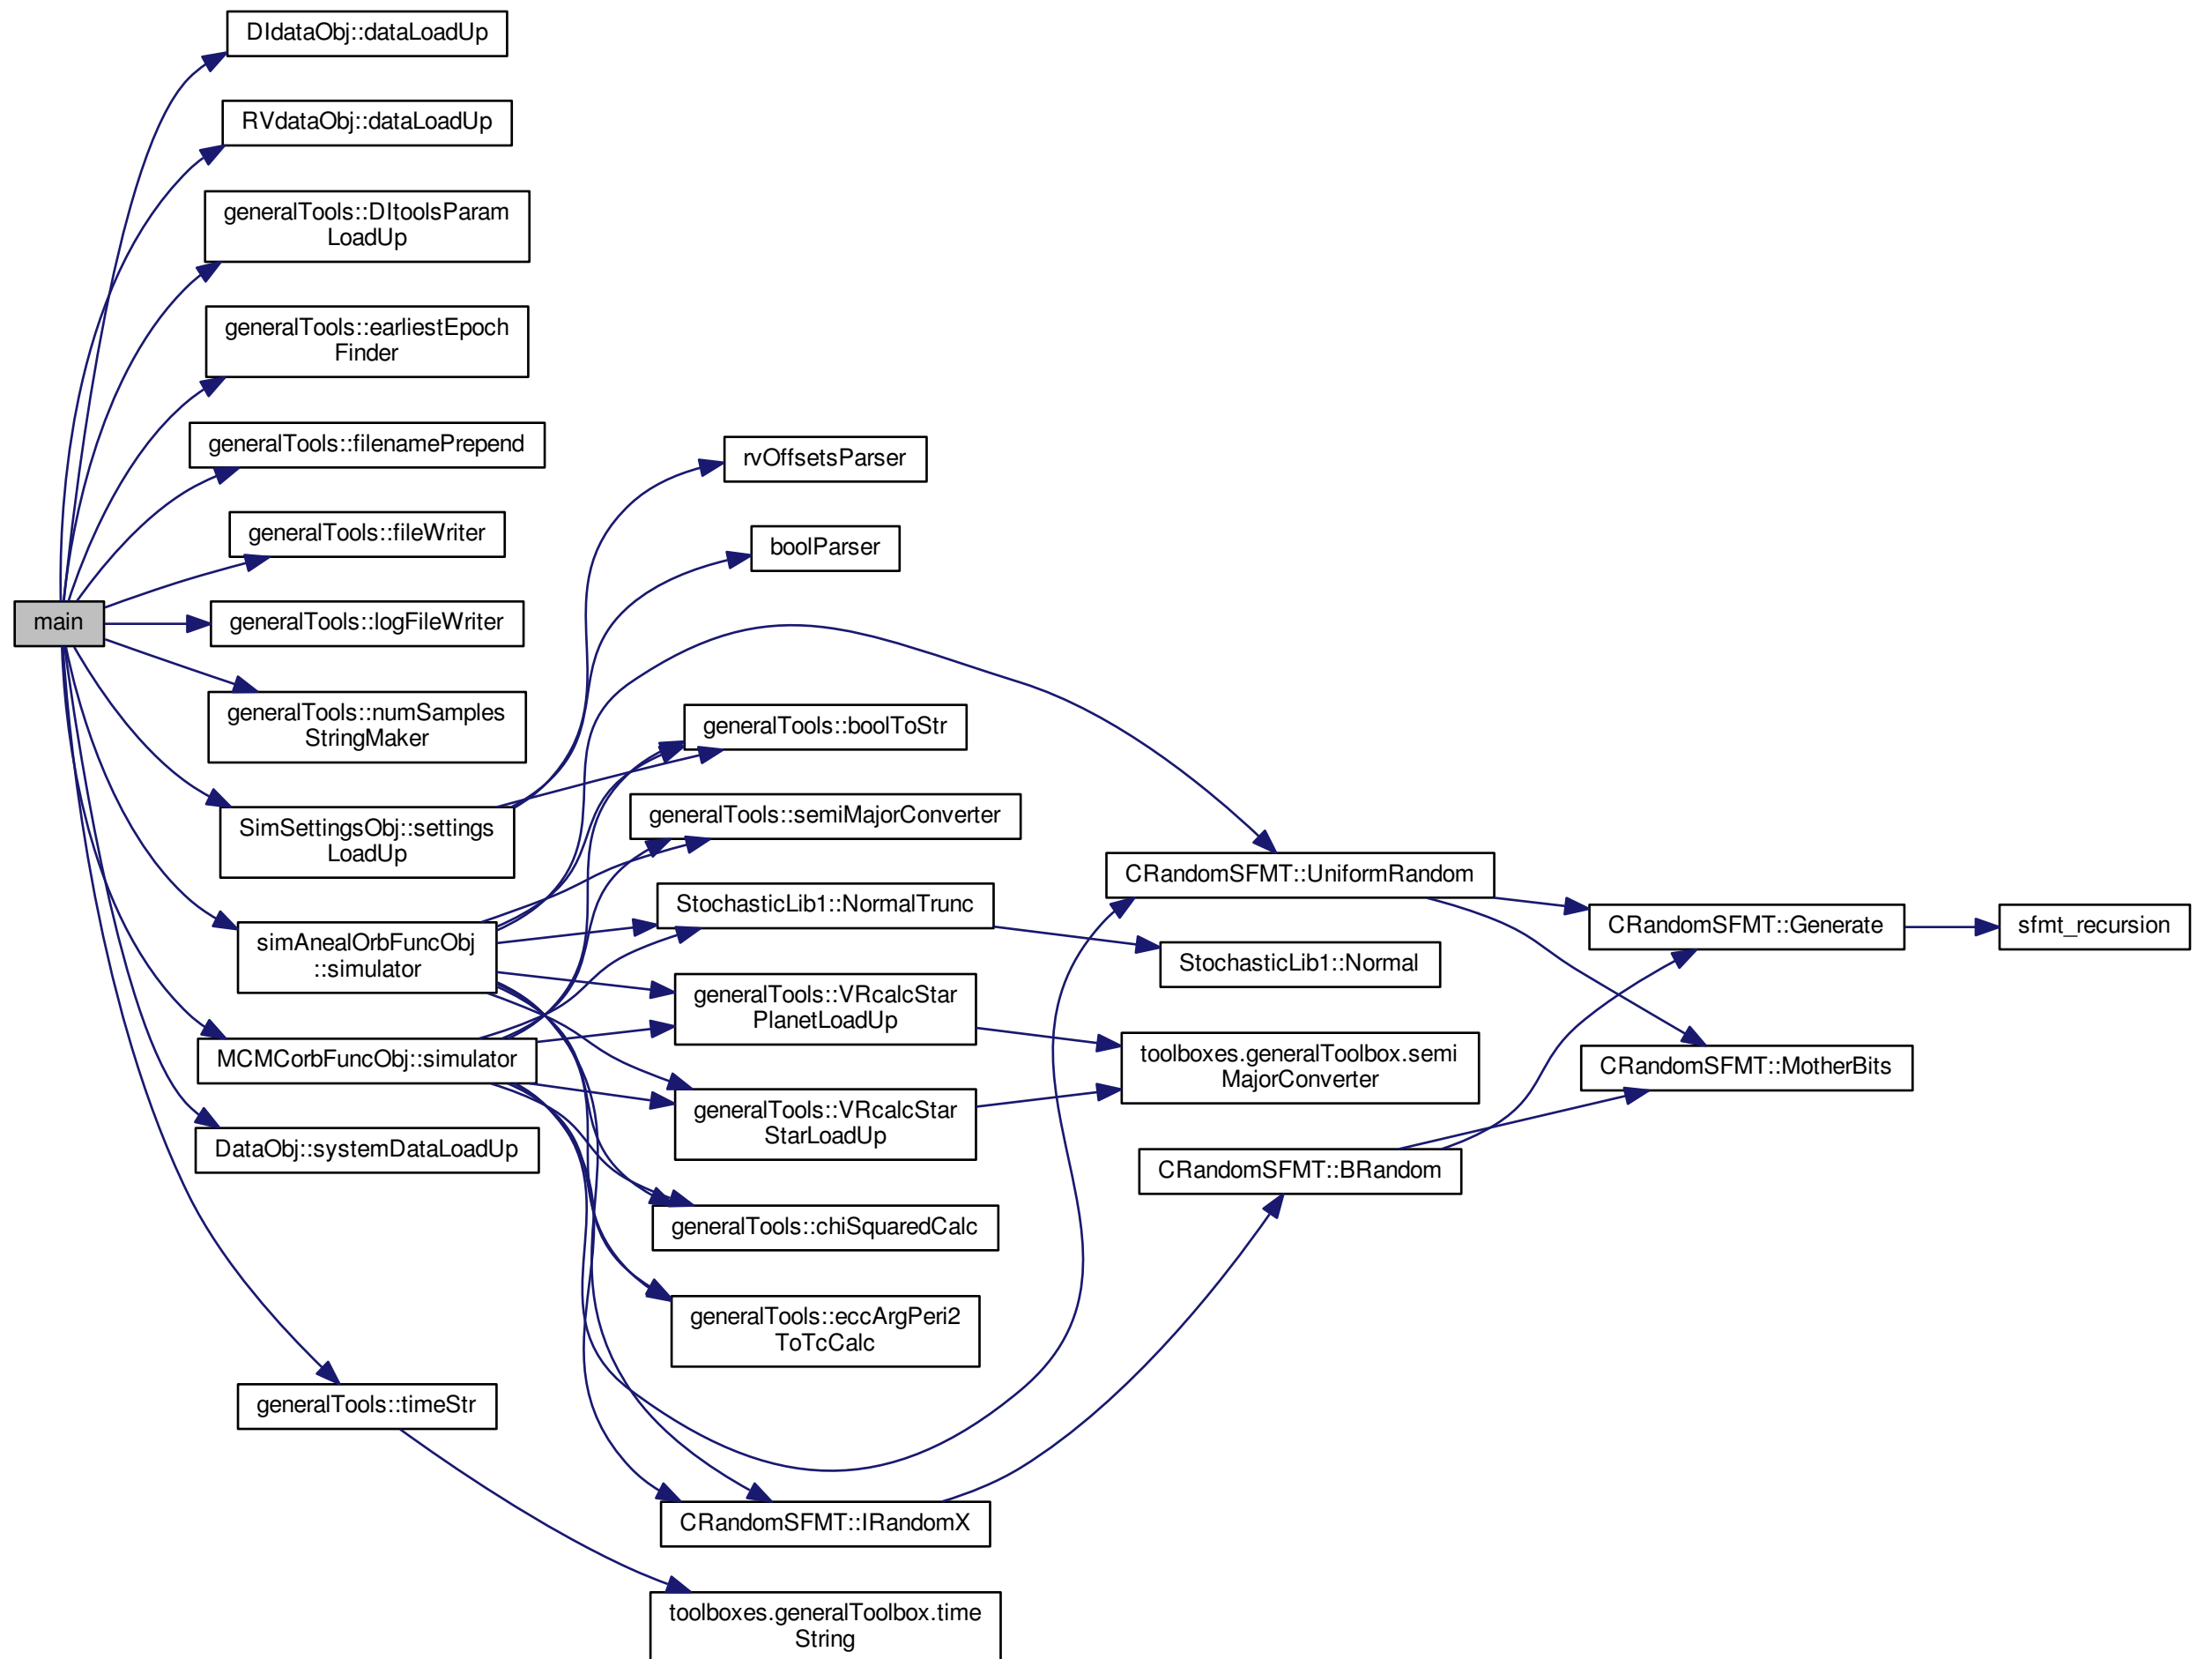 main
DIdataObj::dataLoadUp
RVdataObj::dataLoadUp
generalTools::DItoolsParam
LoadUp
generalTools::earliestEpoch
Finder
generalTools::filenamePrepend
generalTools::fileWriter
generalTools::logFileWriter
generalTools::numSamples
StringMaker
SimSettingsObj::settings
LoadUp
simAnealOrbFuncObj
::simulator
MCMCorbFuncObj::simulator
DataObj::systemDataLoadUp
generalTools::timeStr
rvOffsetsParser
boolParser
generalTools::boolToStr
generalTools::semiMajorConverter
StochasticLib1::NormalTrunc
generalTools::VRcalcStar
PlanetLoadUp
generalTools::VRcalcStar
StarLoadUp
generalTools::chiSquaredCalc
generalTools::eccArgPeri2
ToTcCalc
CRandomSFMT::IRandomX
toolboxes.generalToolbox.time
String
CRandomSFMT::UniformRandom
StochasticLib1::Normal
toolboxes.generalToolbox.semi
MajorConverter
CRandomSFMT::BRandom
CRandomSFMT::Generate
CRandomSFMT::MotherBits
sfmt_recursion